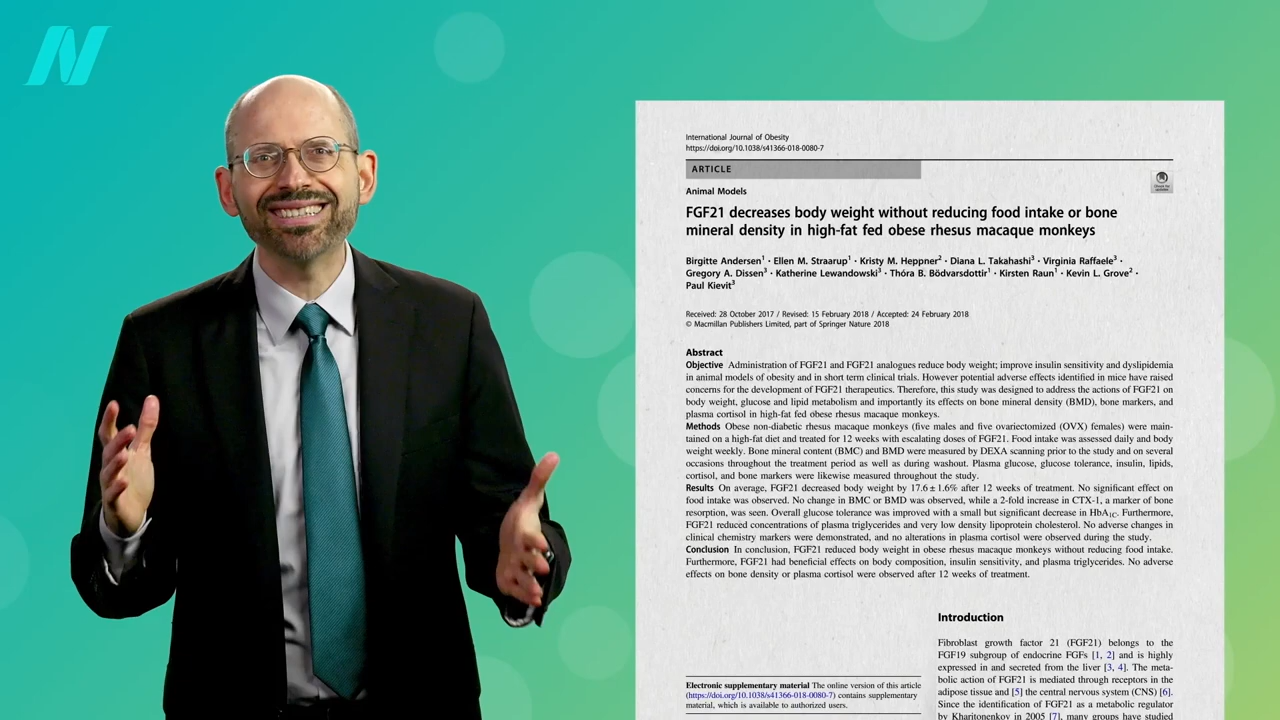 N
International Journal of Obesity
https://doi.org/10.1038/s41366-018-0080-7
ARTICLE
Animal Models
FGF21 decreases body weight without reducing food intake or bone
mineral density in high-fat fed obese rhesus macaque monkeys
Birgitte Andersen1 · Ellen M. Straarup1 · Kristy M. Heppner2 · Diana L. Takahashi3 · Virginia Raffaele3 ·
Gregory A. Dissen3 · Katherine Lewandowski3 · Thóra B. Bödvarsdottir1 · Kirsten Raun1 · Kevin L. Grove2 ·
Paul Kievit3
Received: 28 October 2017 / Revised: 15 February 2018 / Accepted: 24 February 2018
© Macmillan Publishers Limited, part of Springer Nature 2018
Abstract
Objective Administration of FGF21 and FGF21 analogues reduce body weight; improve insulin sensitivity and dyslipidemia
in animal models of obesity and in short term clinical trials. However potential adverse effects identified in mice have raised
concerns for the development of FGF21 therapeutics. Therefore, this study was designed to address the actions of FGF21 on
body weight, glucose and lipid metabolism and importantly its effects on bone mineral density (BMD), bone markers, and
plasma cortisol in high-fat fed obese rhesus macaque monkeys.
Methods Obese non-diabetic rhesus macaque monkeys (five males and five ovariectomized (OVX) females) were main-
tained on a high-fat diet and treated for 12 weeks with escalating doses of FGF21. Food intake was assessed daily and body
weight weekly. Bone mineral content (BMC) and BMD were measured by DEXA scanning prior to the study and on several
occasions throughout the treatment period as well as during washout. Plasma glucose, glucose tolerance, insulin, lipids,
cortisol, and bone markers were likewise measured throughout the study.
Results On average, FGF21 decreased body weight by 17.6 ± 1.6% after 12 weeks of treatment. No significant effect on
food intake was observed. No change in BMC or BMD was observed, while a 2-fold increase in CTX-1, a marker of bone
resorption, was seen. Overall glucose tolerance was improved with a small but significant decrease in HbA1C. Furthermore,
FGF21 reduced concentrations of plasma triglycerides and very low density lipoprotein cholesterol. No adverse changes in
clinical chemistry markers were demonstrated, and no alterations in plasma cortisol were observed during the study.
Conclusion In conclusion, FGF21 reduced body weight in obese rhesus macaque monkeys without reducing food intake.
Furthermore, FGF21 had beneficial effects on body composition, insulin sensitivity, and plasma triglycerides. No adverse
effects on bone density or plasma cortisol were observed after 12 weeks of treatment.
Introduction
Fibroblast growth factor 21 (FGF21) belongs to the
FGF19 subgroup of endocrine FGFs [1, 2] and is highly
expressed in and secreted from the liver [3, 4]. The meta-
bolic action of FGF21 is mediated through receptors in the
adipose tissue and [5] the central nervous system (CNS) [6].
Since the identification of FGF21 as a metabolic regulator
by Kharitonenkov in 2005 [7], many groups have studied
Electronic supplementary material The online version of this article
(https://doi.org/10.1038/s41366-018-0080-7) contains supplementary
material, which is available to authorized users.